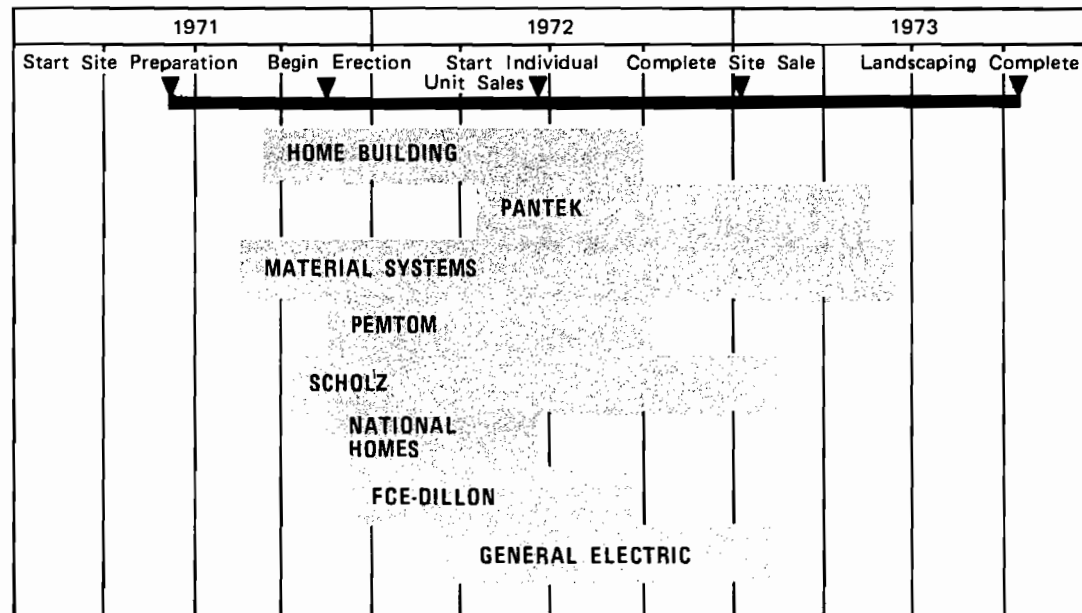 1971 1972 1973
Start Site Preparation Begin Erection Start Individual Complete Site Sale Landscaping Complete
Unit Sales
HOME BUILDING
PANTEK
MATERIAL SYSTEMS
PEMTOM
SCHOLZ
NATIONAL
HOMES
FCE-DILLON
GENERAL ELECTRIC